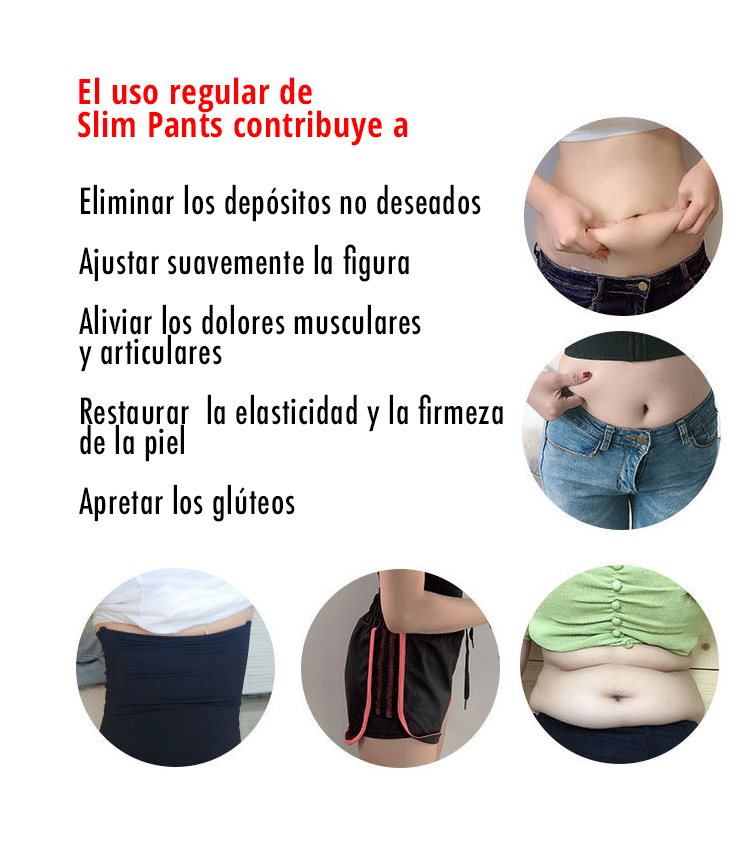 El uso regular de
Slim Pants contribuye a
Eliminar los depósitos no deseados
Ajustar suavemente la figura
Aliviar los dolores musculares
y articulares
Restaurar la elasticidad y la firmeza
de la piel
Apretar los glúteos